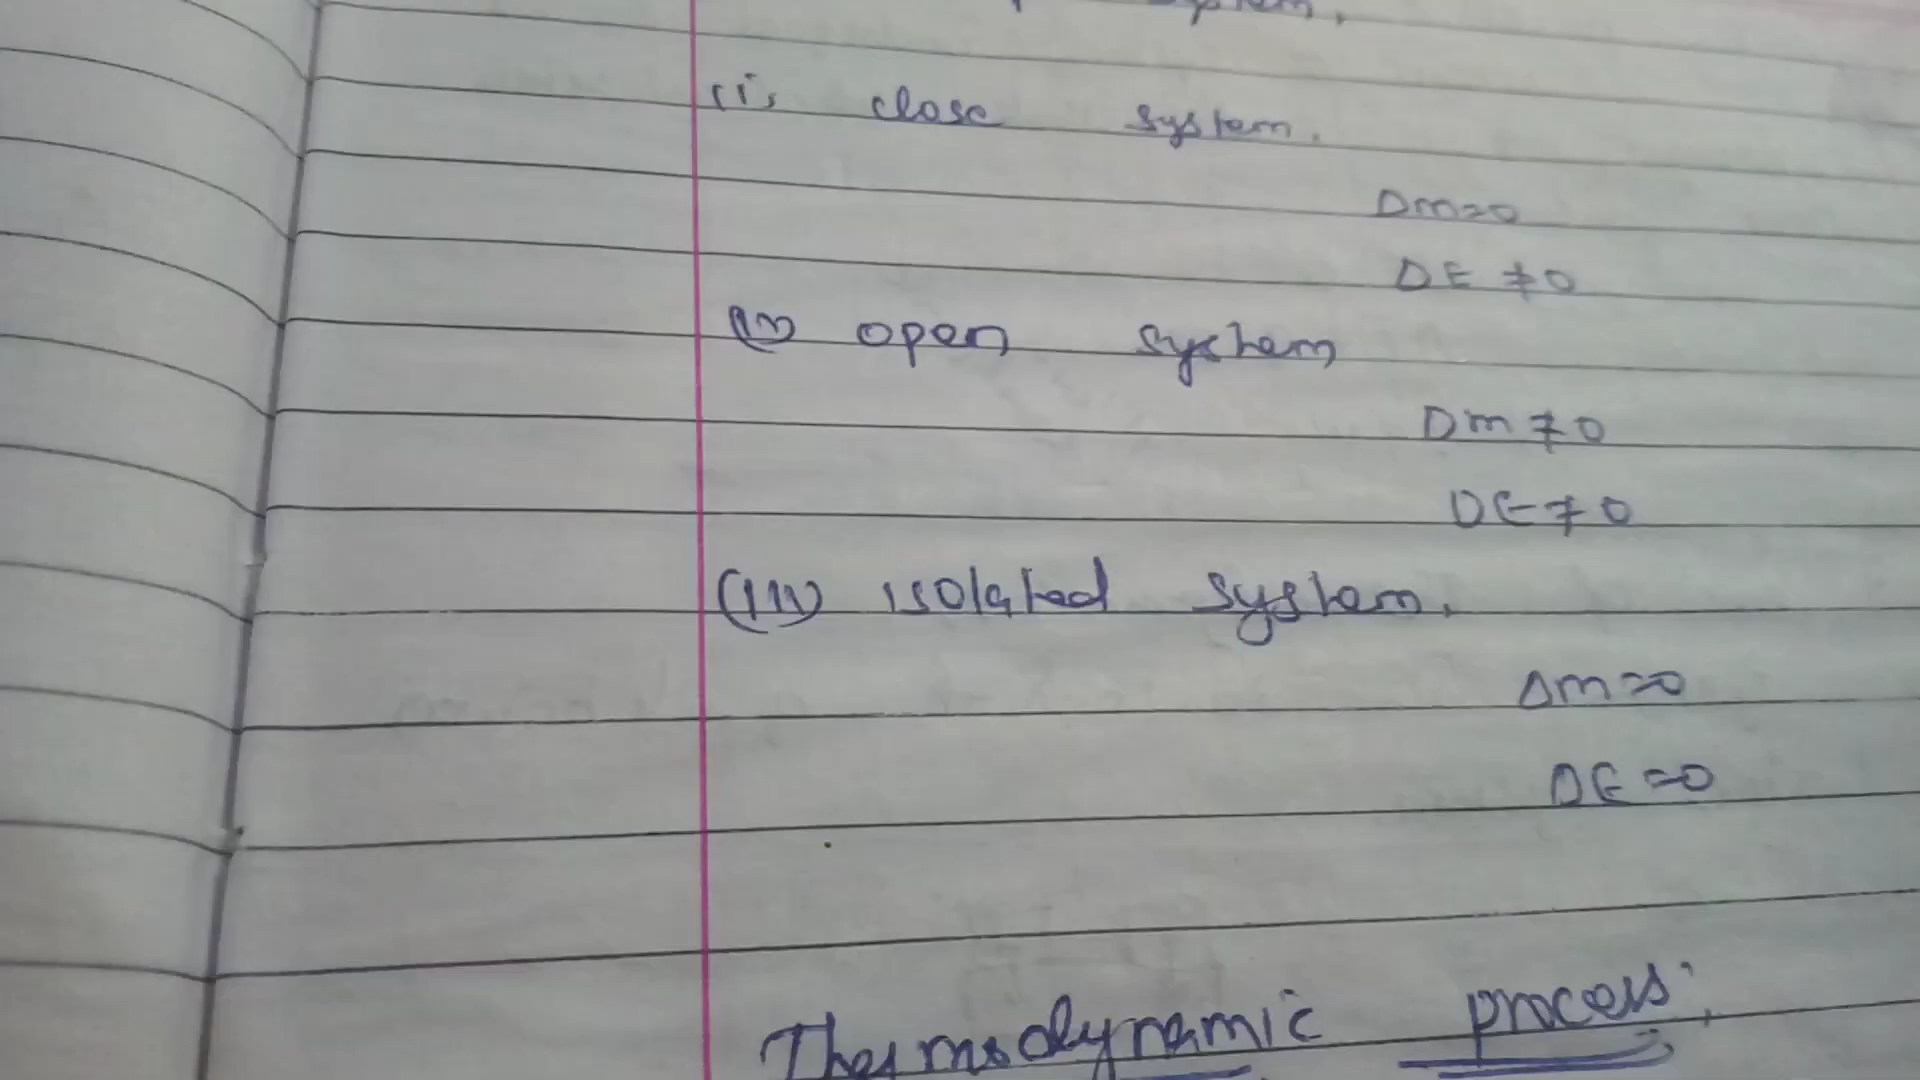 (i) close system.
Δm=0
ΔE ≠0
(ii) open system
Δm ≠0
ΔE ≠0
(iii) isolated system.
Δm=0
ΔE=0
Thermodynamic process: